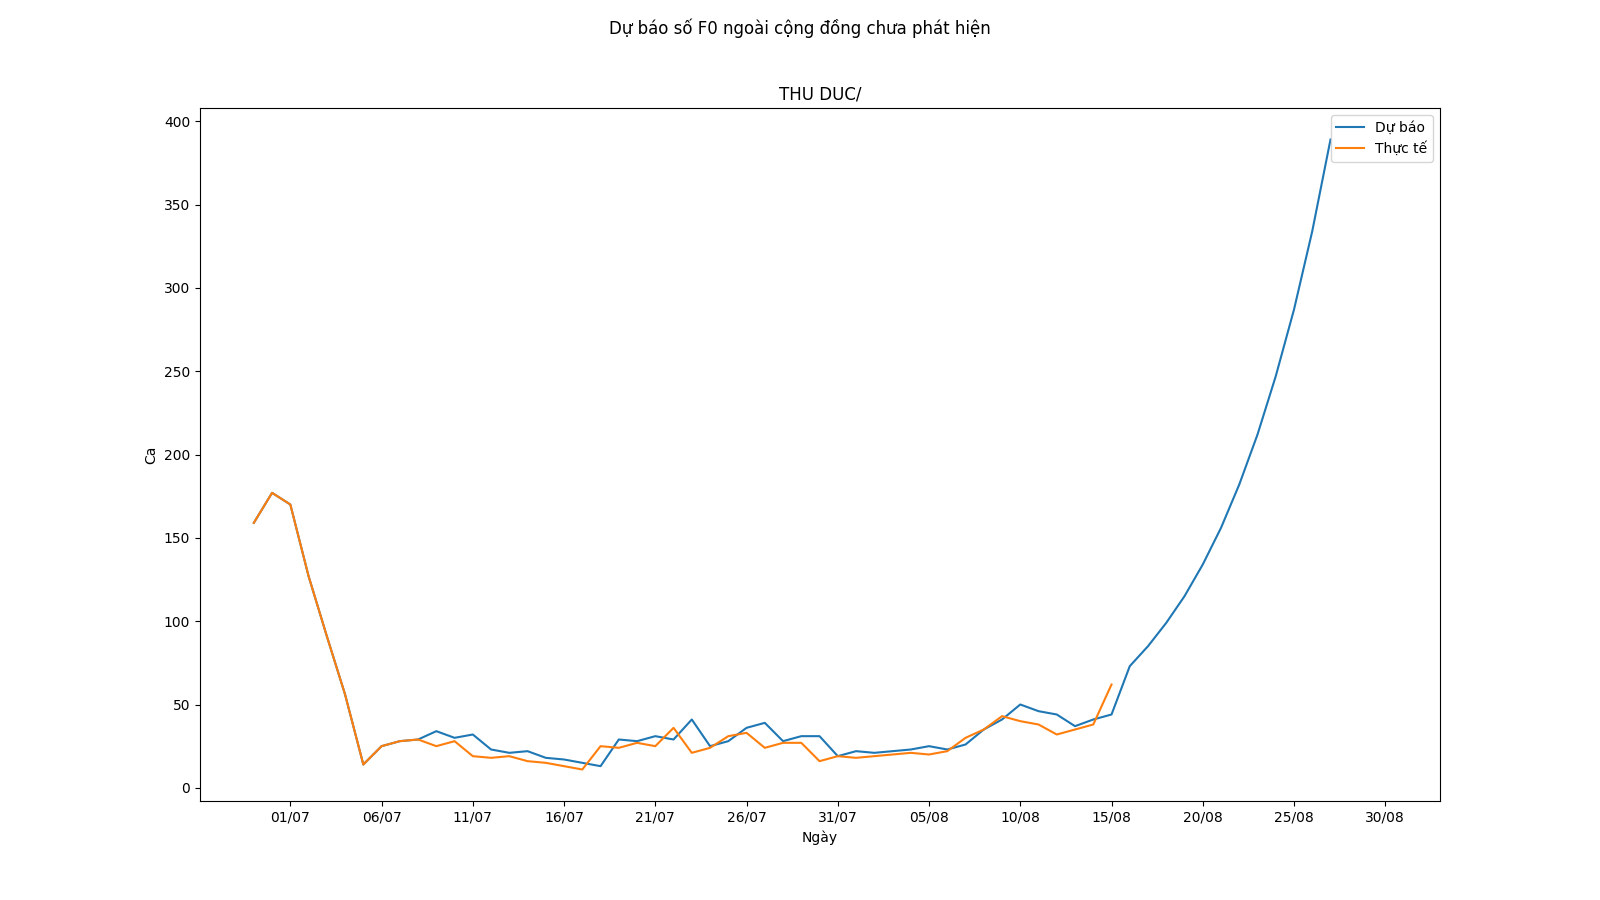 Dự báo số F0 ngoài cộng đồng chưa phát hiện
THU DUC/
400
350
300
250
200
150
100
50
0
Ca
Dự báo
Thực tế
01/07 06/07 11/07 16/07 21/07 26/07 31/07 05/08 10/08 15/08 20/08 25/08 30/08
Ngày